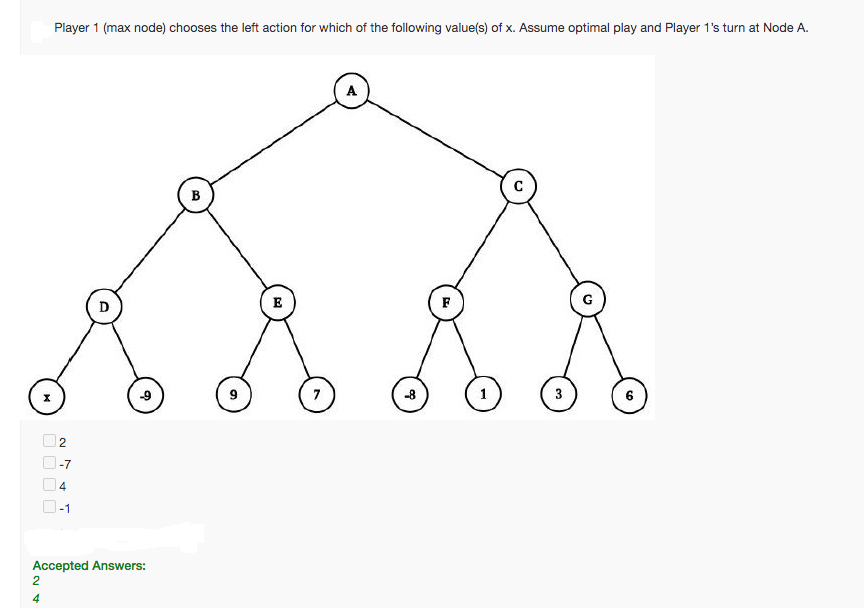 Player 1 (max node) chooses the left action for which of the following value(s) of x. Assume optimal play and Player 1's turn at Node A.
A
B
C
D
E
F
G
x
-9
9
7
-8
1
3
6
2
-7
4
-1
Accepted Answers:
2
4